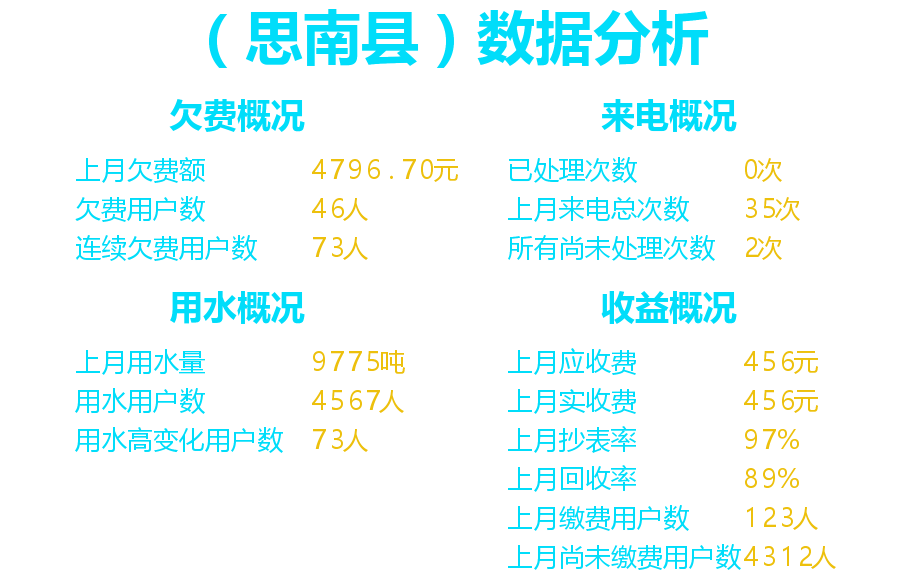 （思南县）数据分析
欠费概况
上月欠费额 4796.70元
欠费用户数 46人
连续欠费用户数 73人
来电概况
已处理次数 0次
上月来电总次数 35次
所有尚未处理次数 2次
用水概况
上月用水量 9775吨
用水用户数 4567人
用水高变化用户数 73人
收益概况
上月应收费 456元
上月实收费 456元
上月抄表率 97%
上月回收率 89%
上月缴费用户数 123人
上月尚未缴费用户数 4312人